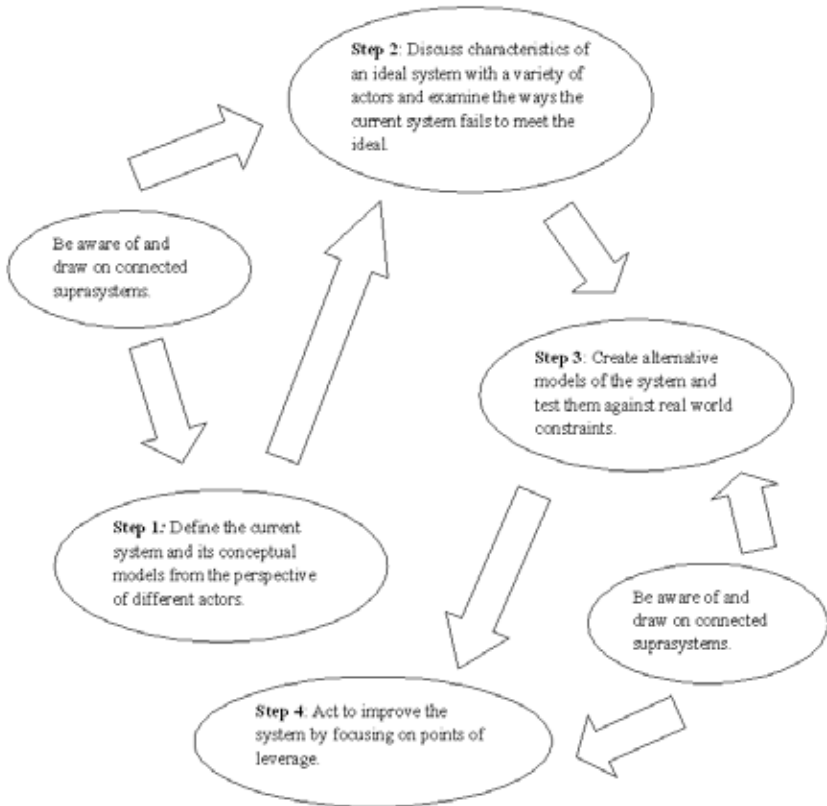 Step 2: Discuss characteristics of
an ideal system with a variety of
actors and examine the ways the
current system fails to meet the
ideal.
Be aware of and
draw on connected
suprasystems.
Step 3: Create alternative
models of the system and
test them against real world
constraints.
Step 1: Define the current
system and its conceptual
models from the perspective
of different actors.
Be aware of and
draw on connected
suprasystems.
Step 4: Act to improve the
system by focusing on points of
leverage.